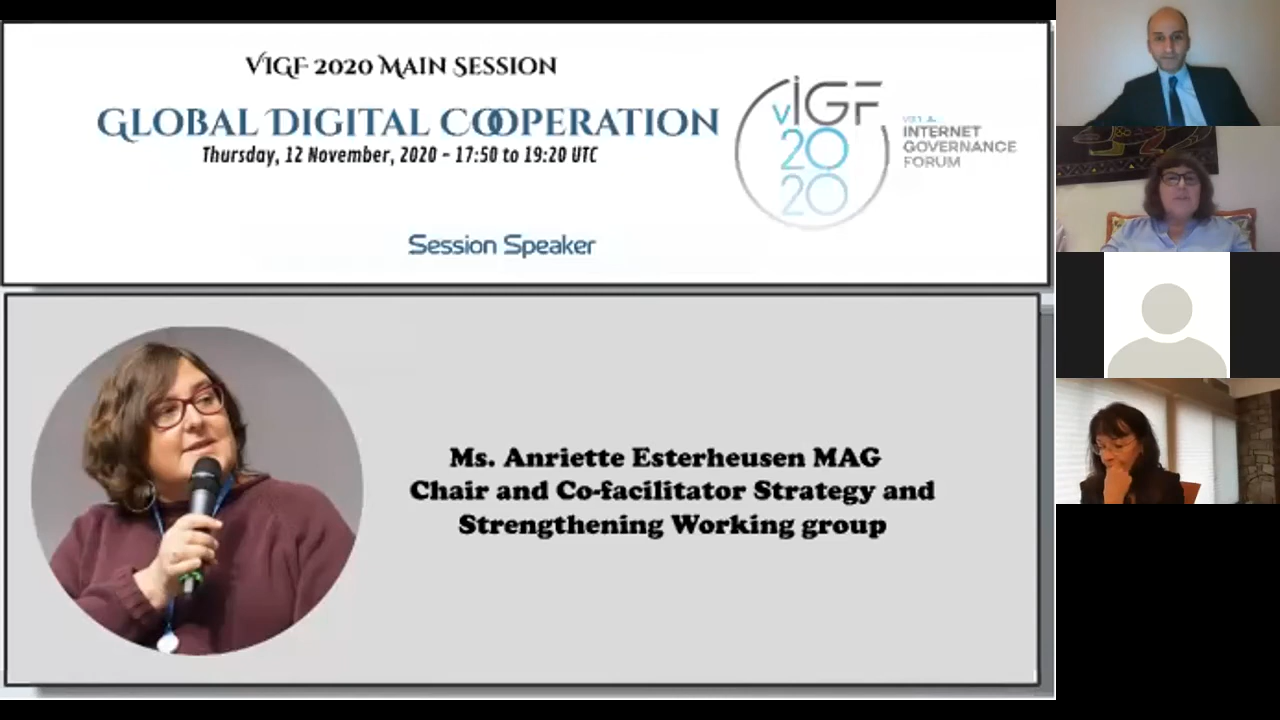 VIGF 2020 MAIN SESSION
GLOBAL DIGITAL COOPERATION
Thursday, 12 November, 2020 - 17:50 to 19:20 UTC
vIGF
2020
INTERNET
GOVERNANCE
FORUM
Session Speaker
Ms. Anriette Esterheusen MAG
Chair and Co-facilitator Strategy and
Strengthening Working group